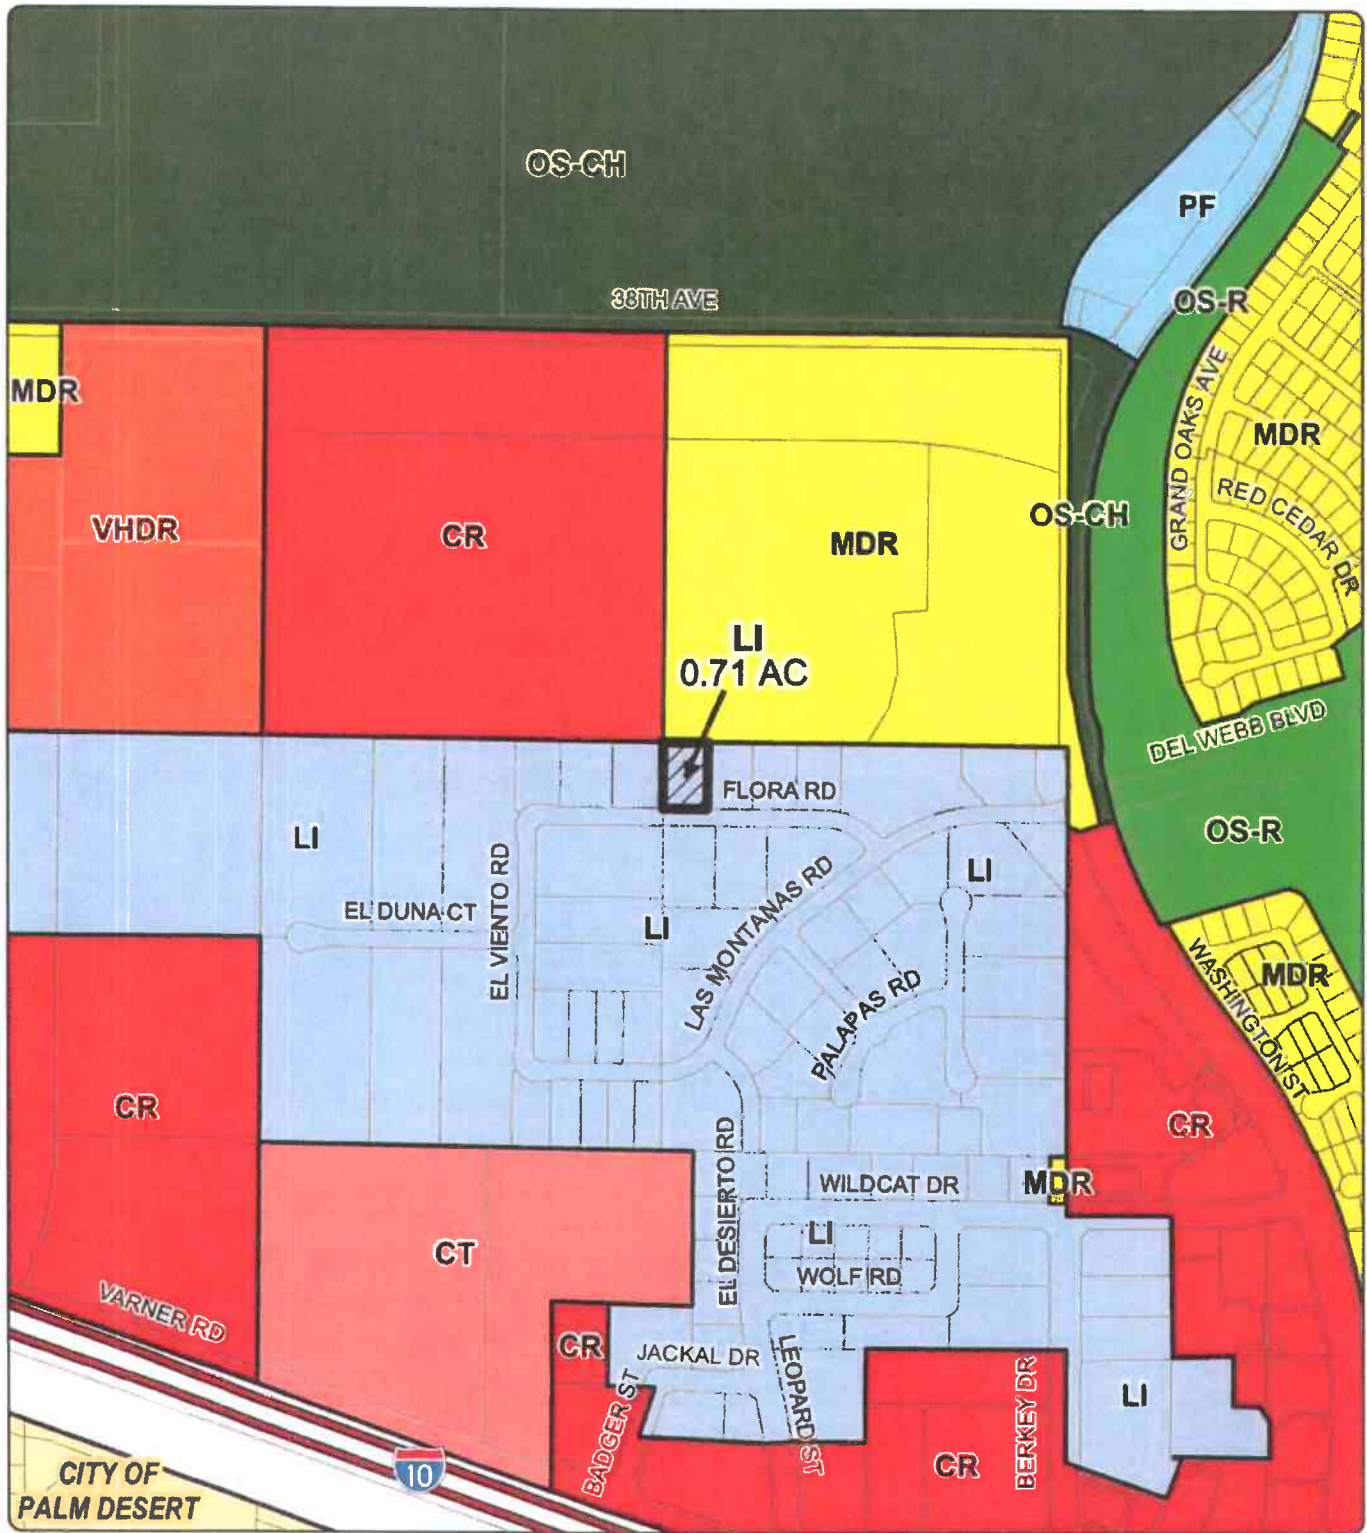 OS-CH
PF
38TH AVE
OS-R
MDR
GRAND OAKS AVE
MDR
RED CEDAR DR
VHDR
CR
MDR
OS-CH
LI
0.71 AC
DEL WEBB BLVD
FLORA RD
LI
OS-R
LI
EL VIENTO RD
LAS MONTANAS RD
EL DUNA CT
LI
PALAPAS RD
WASHINGTON ST
MDR
CR
CR
EL DESIERTO RD
WILDCAT DR
MDR
LI
CT
WOLF RD
VARNER RD
CR
JACKAL DR
LEOPARD ST
BADGER ST
BERKEY DR
LI
CR
10
CITY OF
PALM DESERT